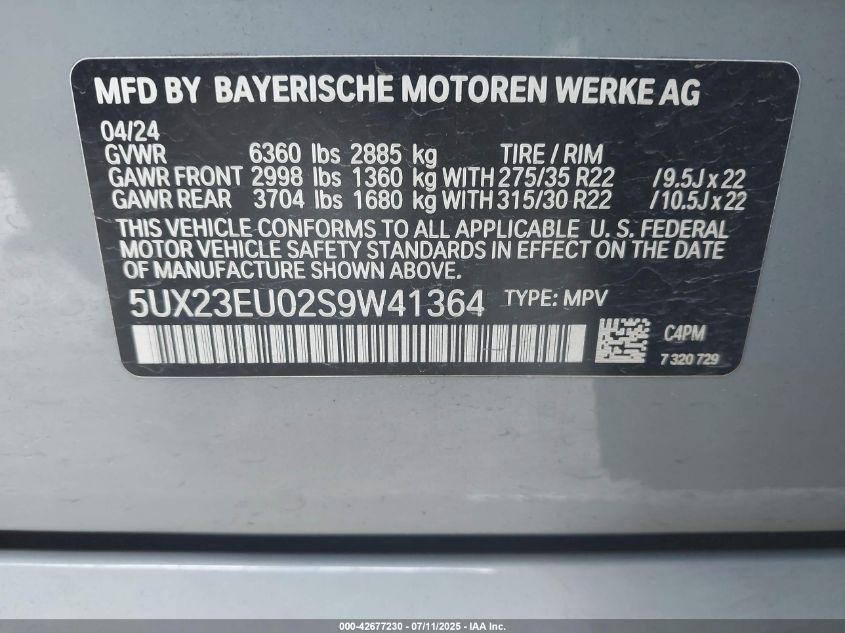 MFD BY BAYERISCHE MOTOREN WERKE AG
04/24
GVWR 6360 lbs 2885 kg TIRE / RIM
GAWR FRONT 2998 lbs 1360 kg WITH 275/35 R22 / 9.5J x 22
GAWR REAR 3704 lbs 1680 kg WITH 315/30 R22 / 10.5J x 22
THIS VEHICLE CONFORMS TO ALL APPLICABLE U. S. FEDERAL
MOTOR VEHICLE SAFETY STANDARDS IN EFFECT ON THE DATE
OF MANUFACTURE SHOWN ABOVE.
5UX23EU02S9W41364 TYPE: MPV
C4PM
7 320 729
000-42677230 - 07/11/2025 - IAA Inc.